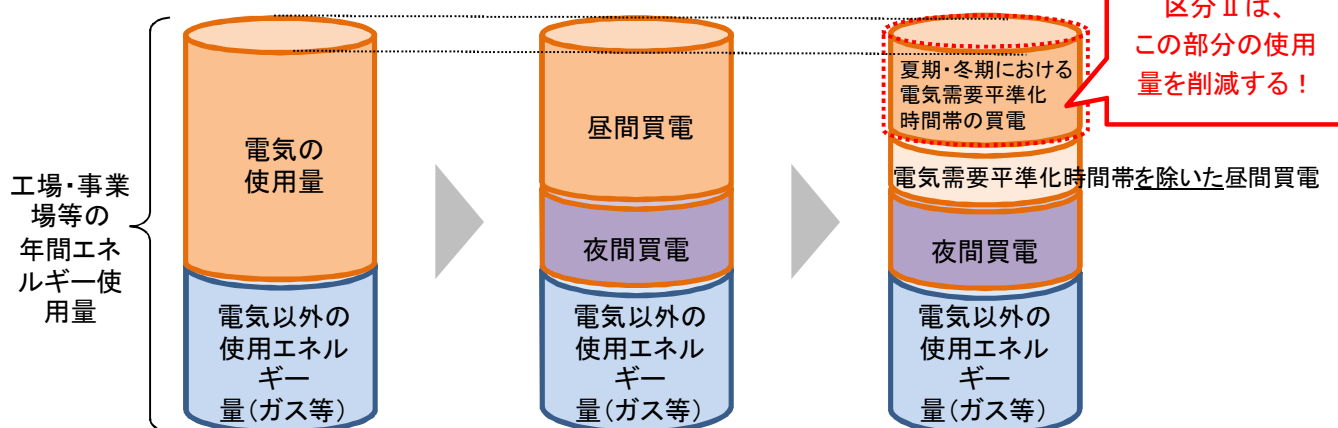 工場・事業
場等の
年間エネ
ルギー使
用量
電気の
使用量
電気以外の
使用エネル
ギー
量(ガス等)
昼間買電
夜間買電
電気以外の
使用エネル
ギー
量(ガス等)
夏期・冬期における
電気需要平準化
時間帯の買電
電気需要平準化時間帯を除いた昼間買電
夜間買電
電気以外の
使用エネル
ギー
量(ガス等)
区分Ⅱは、
この部分の使用
量を削減する！